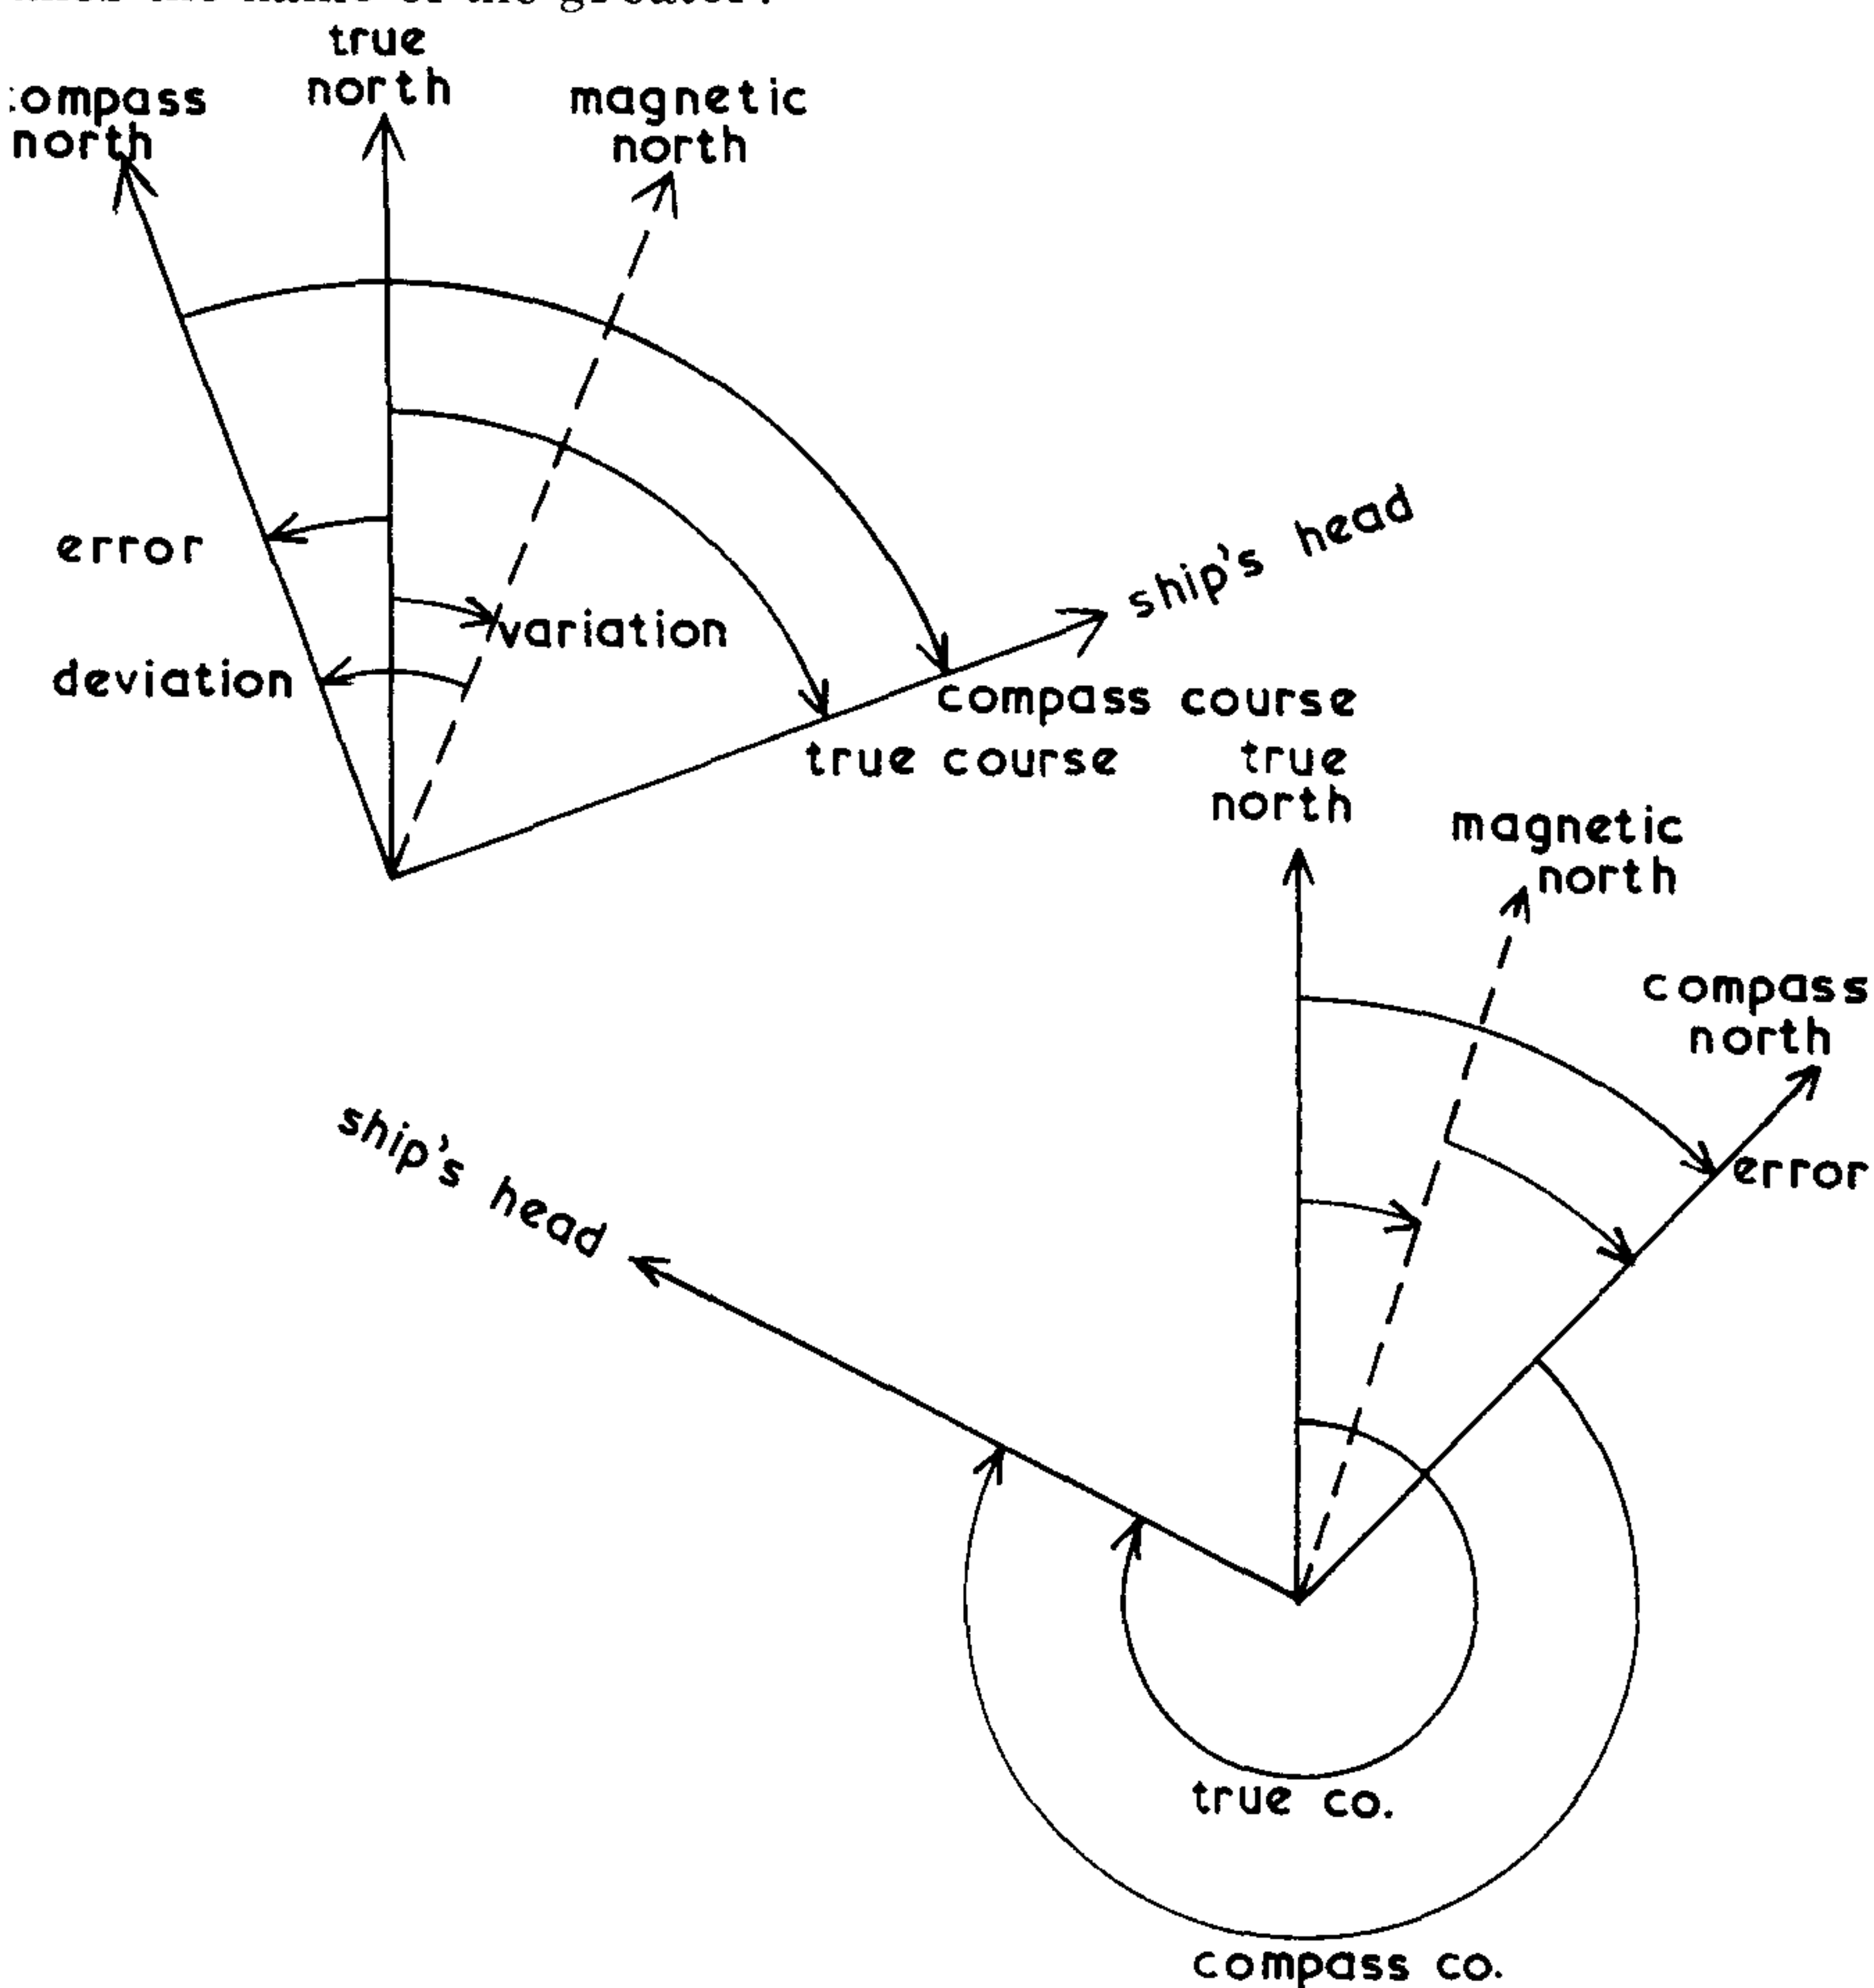 true
north
compass
north
magnetic
north
error
variation
deviation
ship's head
compass course
true course
true
north
magnetic
north
compass
north
ship's head
error
true co.
compass co.